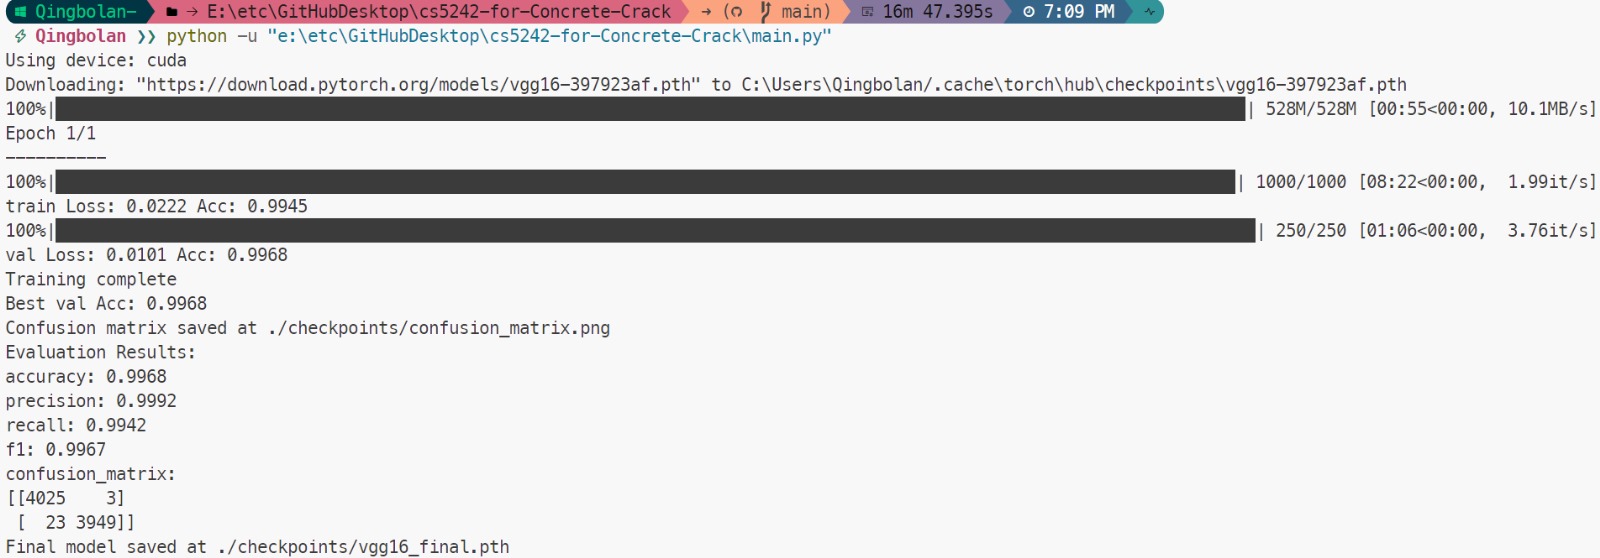 Qingbolan- → E:\etc\GitHubDesktop\cs5242-for-Concrete-Crack → ( main) 16m 47.395s 7:09 PM
⚡ Qingbolan ❯❯ python -u "e:\etc\GitHubDesktop\cs5242-for-Concrete-Crack\main.py"
Using device: cuda
Downloading: "https://download.pytorch.org/models/vgg16-397923af.pth" to C:\Users\Qingbolan/.cache\torch\hub\checkpoints\vgg16-397923af.pth
100%|██████████| 528M/528M [00:55<00:00, 10.1MB/s]
Epoch 1/1
----------
100%|██████████| 1000/1000 [08:22<00:00,  1.99it/s]
train Loss: 0.0222 Acc: 0.9945
100%|██████████| 250/250 [01:06<00:00,  3.76it/s]
val Loss: 0.0101 Acc: 0.9968
Training complete
Best val Acc: 0.9968
Confusion matrix saved at ./checkpoints/confusion_matrix.png
Evaluation Results:
accuracy: 0.9968
precision: 0.9992
recall: 0.9942
f1: 0.9967
confusion_matrix:
[[4025    3]
 [  23 3949]]
Final model saved at ./checkpoints/vgg16_final.pth